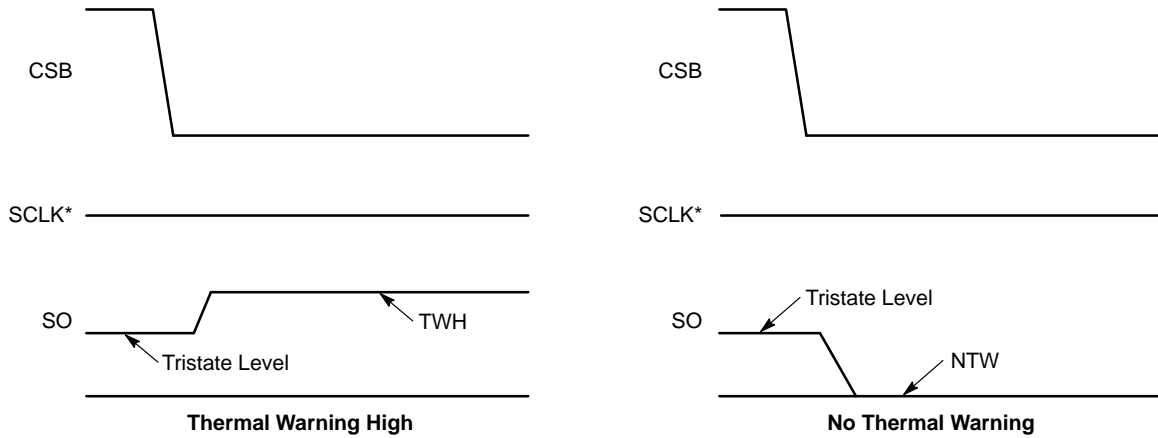 CSB
SCLK*
SO
TWH
Tristate Level
Thermal Warning High
CSB
SCLK*
SO
Tristate Level
NTW
No Thermal Warning